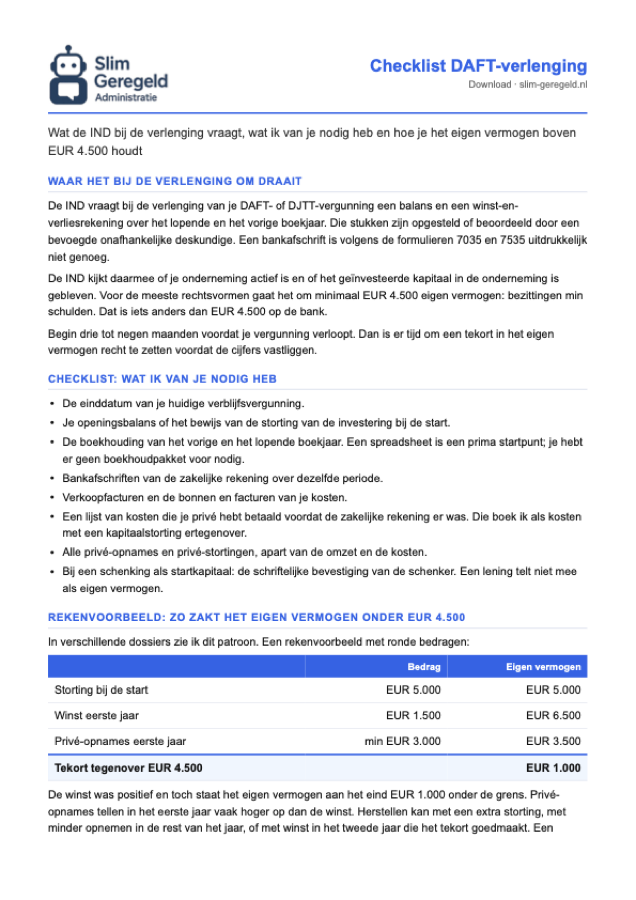 Slim
Geregeld
Administratie
Checklist DAFT-verlenging
Download · slim-geregeld.nl
Wat de IND bij de verlenging vraagt, wat ik van je nodig heb en hoe je het eigen vermogen boven
EUR 4.500 houdt
WAAR HET BIJ DE VERLENGING OM DRAAIT
De IND vraagt bij de verlenging van je DAFT- of DJTT-vergunning een balans en een winst-en-
verliesrekening over het lopende en het vorige boekjaar. Die stukken zijn opgesteld of beoordeeld door een
bevoegde onafhankelijke deskundige. Een bankafschrift is volgens de formulieren 7035 en 7535 uitdrukkelijk
niet genoeg.
De IND kijkt daarmee of je onderneming actief is en of het geïnvesteerde kapitaal in de onderneming is
gebleven. Voor de meeste rechtsvormen gaat het om minimaal EUR 4.500 eigen vermogen: bezittingen min
schulden. Dat is iets anders dan EUR 4.500 op de bank.
Begin drie tot negen maanden voordat je vergunning verloopt. Dan is er tijd om een tekort in het eigen
vermogen recht te zetten voordat de cijfers vastliggen.
CHECKLIST: WAT IK VAN JE NODIG HEB
• De einddatum van je huidige verblijfsvergunning.
• Je openingsbalans of het bewijs van de storting van de investering bij de start.
• De boekhouding van het vorige en het lopende boekjaar. Een spreadsheet is een prima startpunt; je hebt
er geen boekhoudpakket voor nodig.
• Bankafschriften van de zakelijke rekening over dezelfde periode.
• Verkoopfacturen en de bonnen en facturen van je kosten.
• Een lijst van kosten die je privé hebt betaald voordat de zakelijke rekening er was. Die boek ik als kosten
met een kapitaalstorting ertegenover.
• Alle privé-opnames en privé-stortingen, apart van de omzet en de kosten.
• Bij een schenking als startkapitaal: de schriftelijke bevestiging van de schenker. Een lening telt niet mee
als eigen vermogen.
REKENVOORBEELD: ZO ZAKT HET EIGEN VERMOGEN ONDER EUR 4.500
In verschillende dossiers zie ik dit patroon. Een rekenvoorbeeld met ronde bedragen:
Bedrag Eigen vermogen
Storting bij de start EUR 5.000 EUR 5.000
Winst eerste jaar EUR 1.500 EUR 6.500
Privé-opnames eerste jaar min EUR 3.000 EUR 3.500
Tekort tegenover EUR 4.500 EUR 1.000
De winst was positief en toch staat het eigen vermogen aan het eind EUR 1.000 onder de grens. Privé-
opnames tellen in het eerste jaar vaak hoger op dan de winst. Herstellen kan met een extra storting, met
minder opnemen in de rest van het jaar, of met winst in het tweede jaar die het tekort goedmaakt. Een